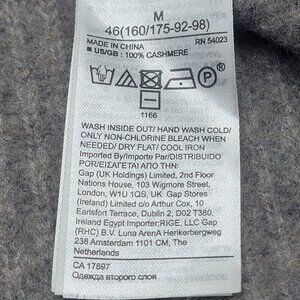 M
46(160/175-92-98)
MADE IN CHINA RN 54023
■ US/GB : 100% CASHMERE
P
1166
WASH INSIDE OUT/ HAND WASH COLD/
ONLY NON-CHLORINE BLEACH WHEN
NEEDED/ DRY FLAT/ COOL IRON
Imported By/Importe Par/DISTRIBUIDO
POR/ΕΙΣΑΓΕΤΑΙ ΑΠΟ ΤΗΝ:
Gap (UK Holdings) Limited, 2nd Floor
Nations House, 103 Wigmore Street,
London, W1U 1QS, UK Gap Stores
(Ireland) Limited c/o Arthur Cox, 10
Earlsfort Terrace, Dublin 2, D02 T380,
Ireland Egypt Importer:RIGE, LLC Gap
(RHC) B.V. Luna ArenA Herikerbergweg
238 Amsterdam 1101 CM, The
Netherlands
CA 17897
Одежда второго слоя